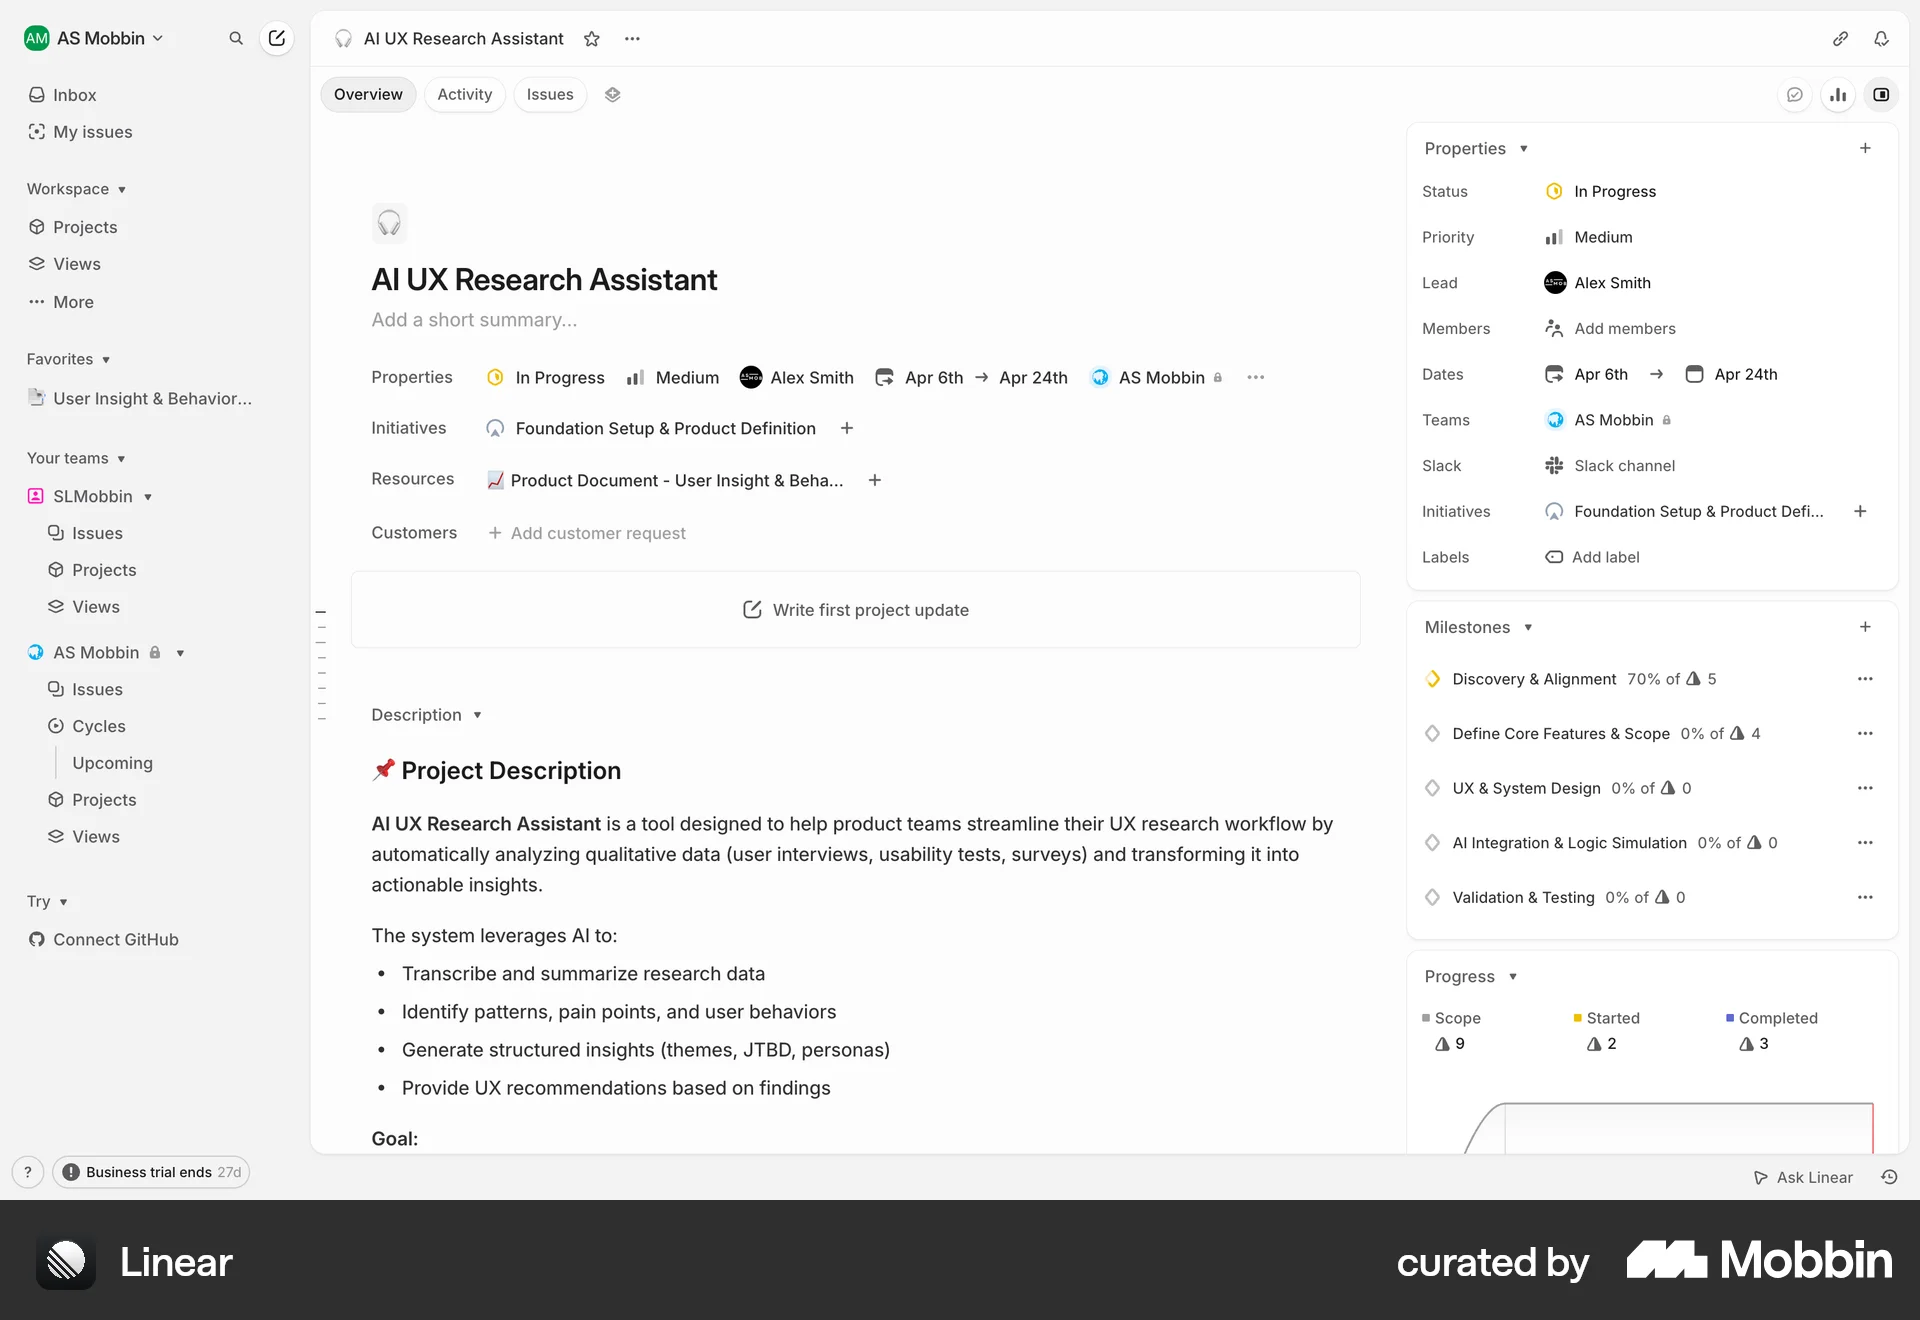 AM AS Mobbin
Inbox
My issues
Workspace
Projects
Views
More
Favorites
User Insight & Behavior...
Your teams
SLMobbin
Issues
Projects
Views
AS Mobbin
Issues
Cycles
Upcoming
Projects
Views
Try
Connect GitHub
? Business trial ends 27d
AI UX Research Assistant
Overview Activity Issues
AI UX Research Assistant
Add a short summary...
Properties In Progress Medium Alex Smith Apr 6th → Apr 24th AS Mobbin
Initiatives Foundation Setup & Product Definition +
Resources Product Document - User Insight & Beha... +
Customers + Add customer request
Write first project update
Description
Project Description
AI UX Research Assistant is a tool designed to help product teams streamline their UX research workflow by
automatically analyzing qualitative data (user interviews, usability tests, surveys) and transforming it into
actionable insights.
The system leverages AI to:
• Transcribe and summarize research data
• Identify patterns, pain points, and user behaviors
• Generate structured insights (themes, JTBD, personas)
• Provide UX recommendations based on findings
Goal:
Properties +
Status In Progress
Priority Medium
Lead Alex Smith
Members Add members
Dates Apr 6th → Apr 24th
Teams AS Mobbin
Slack Slack channel
Initiatives Foundation Setup & Product Defi... +
Labels Add label
Milestones +
Discovery & Alignment 70% of 5
Define Core Features & Scope 0% of 4
UX & System Design 0% of 0
AI Integration & Logic Simulation 0% of 0
Validation & Testing 0% of 0
Progress
Scope Started Completed
9 2 3
Ask Linear
Linear
curated by Mobbin